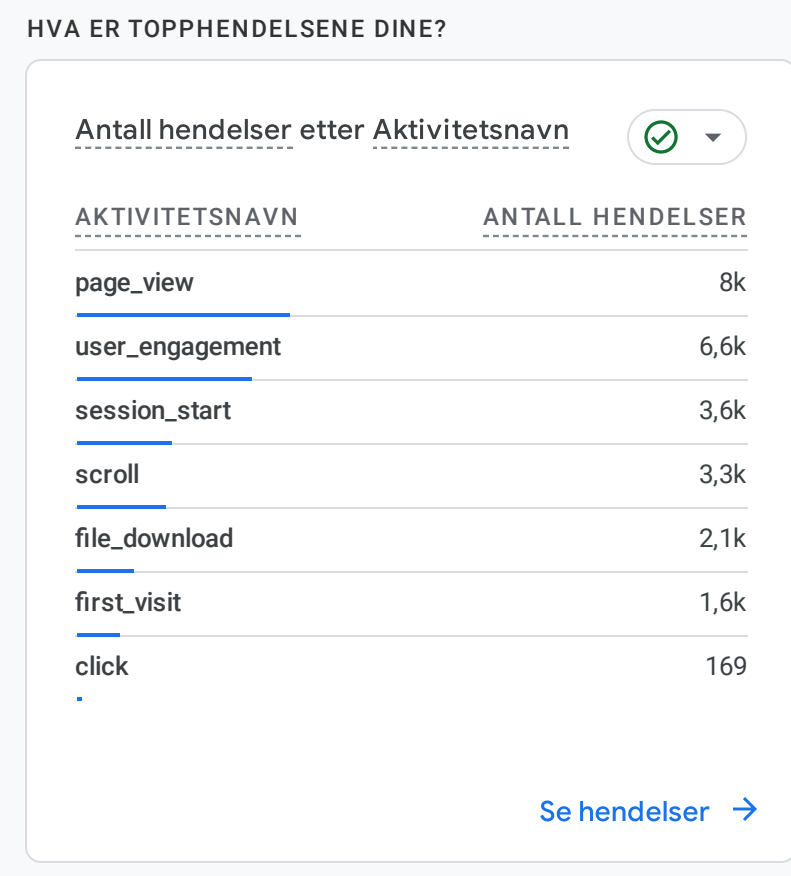 HVA ER TOPPHENDELSENE DINE?
Antall hendelser etter Aktivitetsnavn
AKTIVITETSNAVN ANTALL HENDELSER
page_view 8k
user_engagement 6,6k
session_start 3,6k
scroll 3,3k
file_download 2,1k
first_visit 1,6k
click 169
Se hendelser